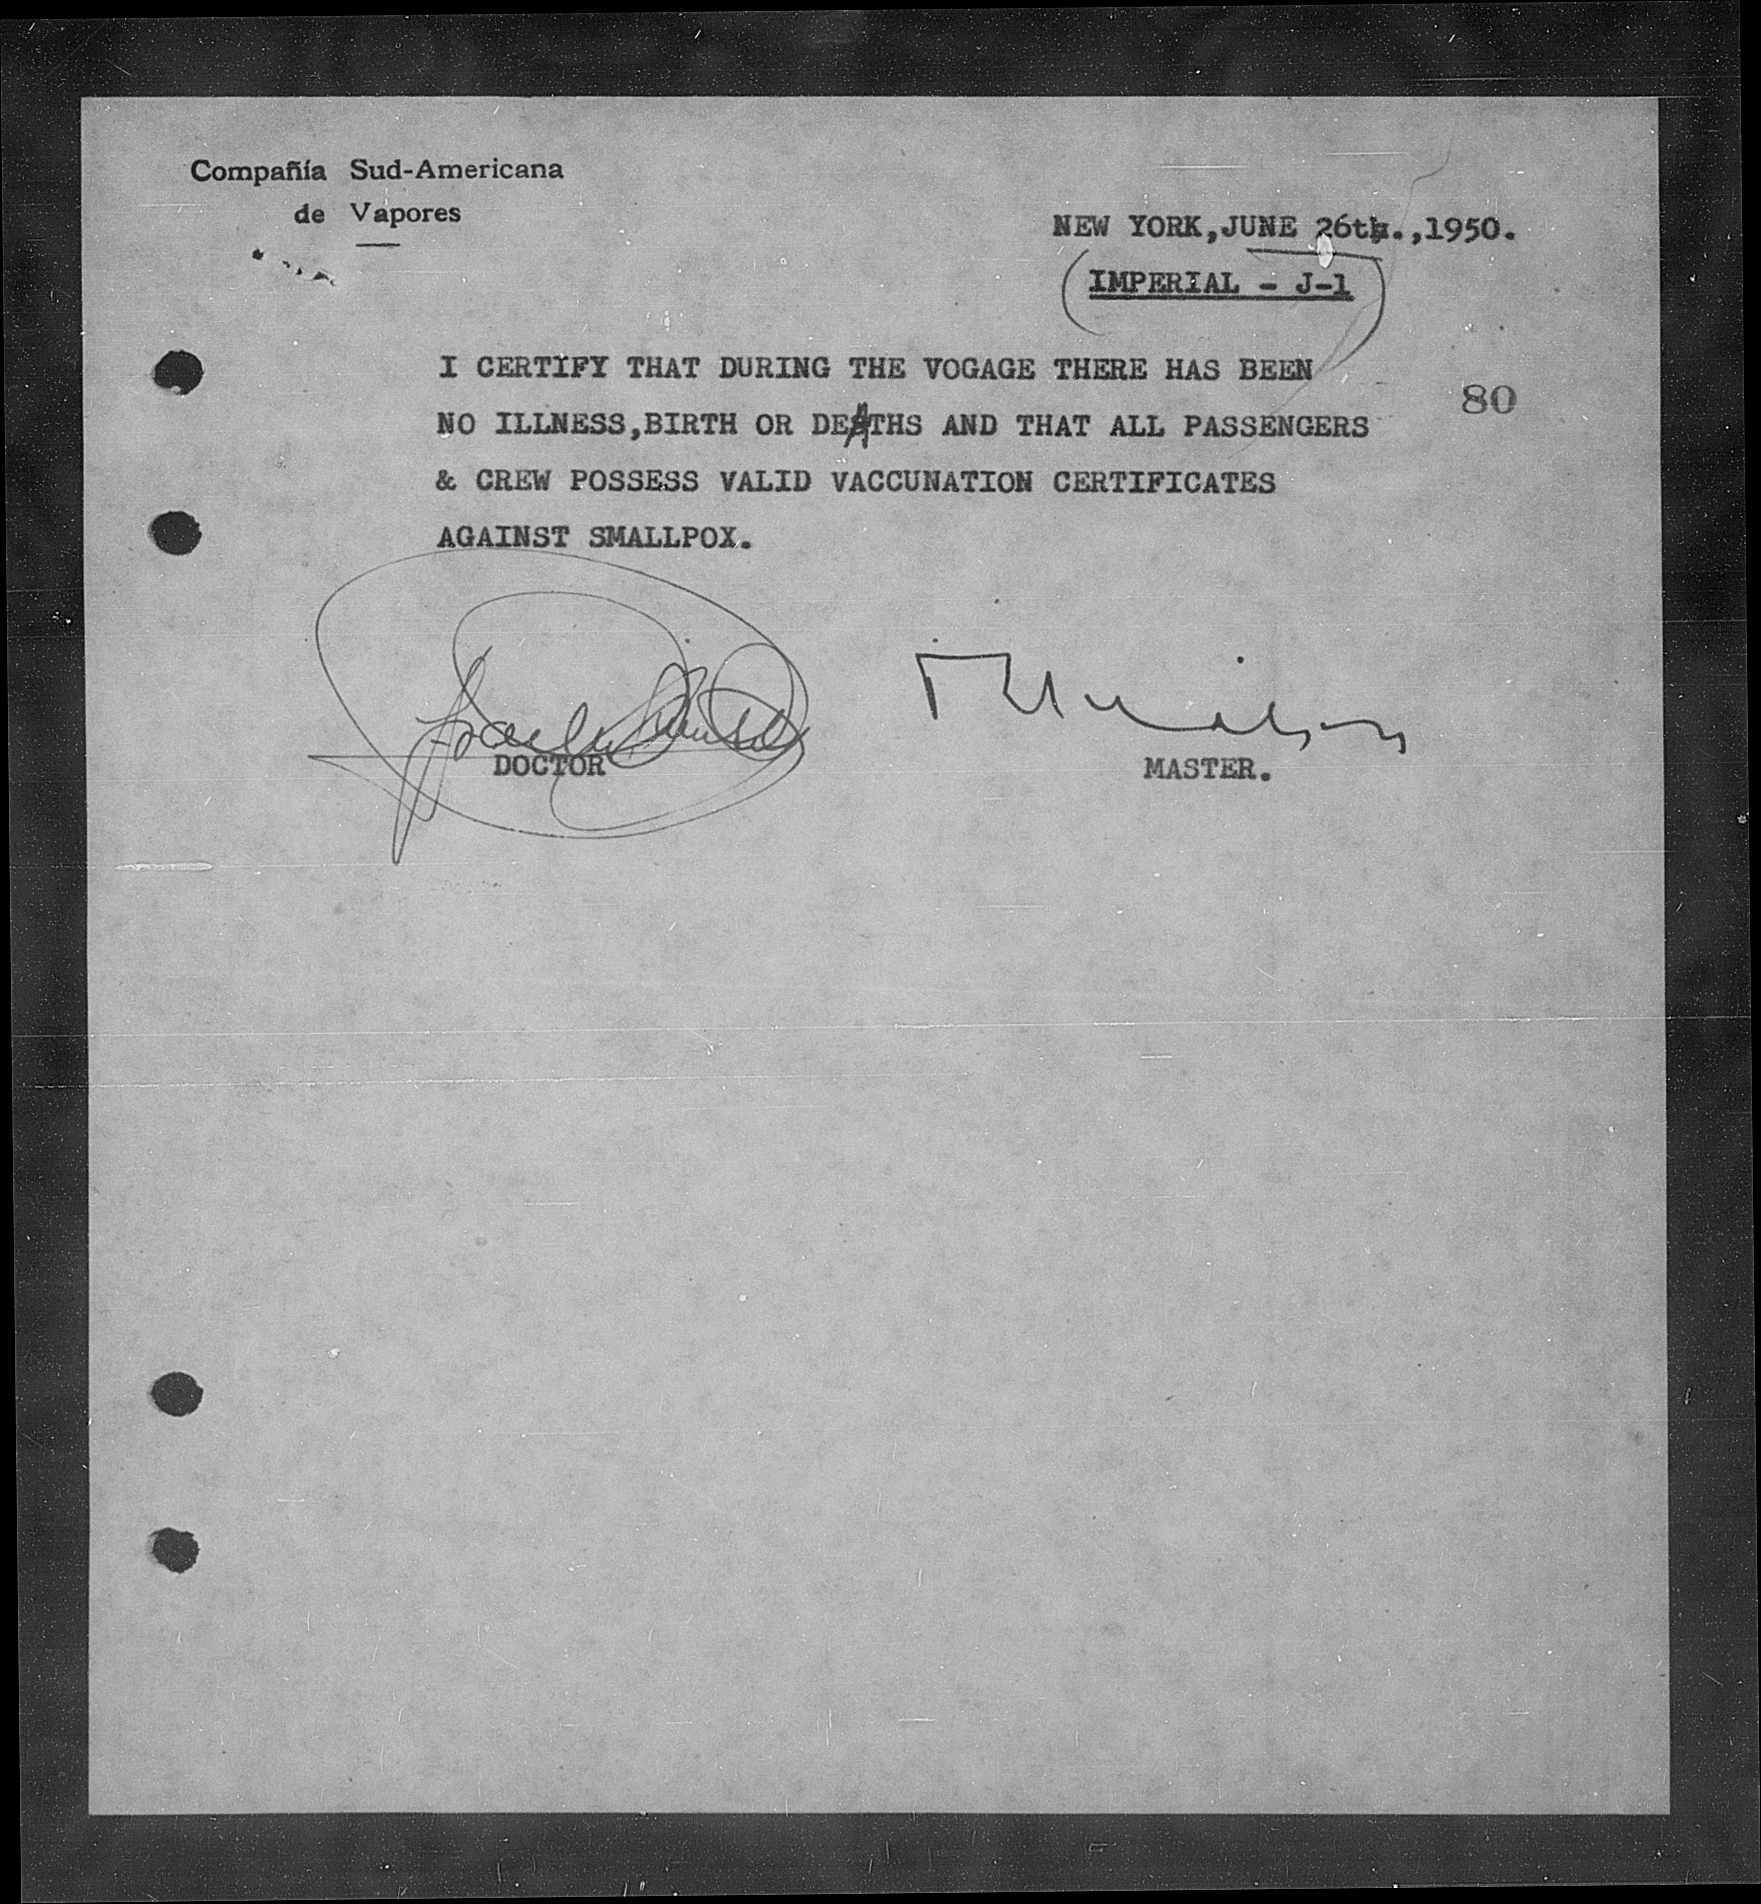 Compañía Sud-Americana
de Vapores
NEW YORK,JUNE 26th.,1950.
IMPERIAL - J-1
I CERTIFY THAT DURING THE VOGAGE THERE HAS BEEN
80
NO ILLNESS,BIRTH OR DEATHS AND THAT ALL PASSENGERS
& CREW POSSESS VALID VACCUNATION CERTIFICATES
AGAINST SMALLPOX.
DOCTOR
MASTER.